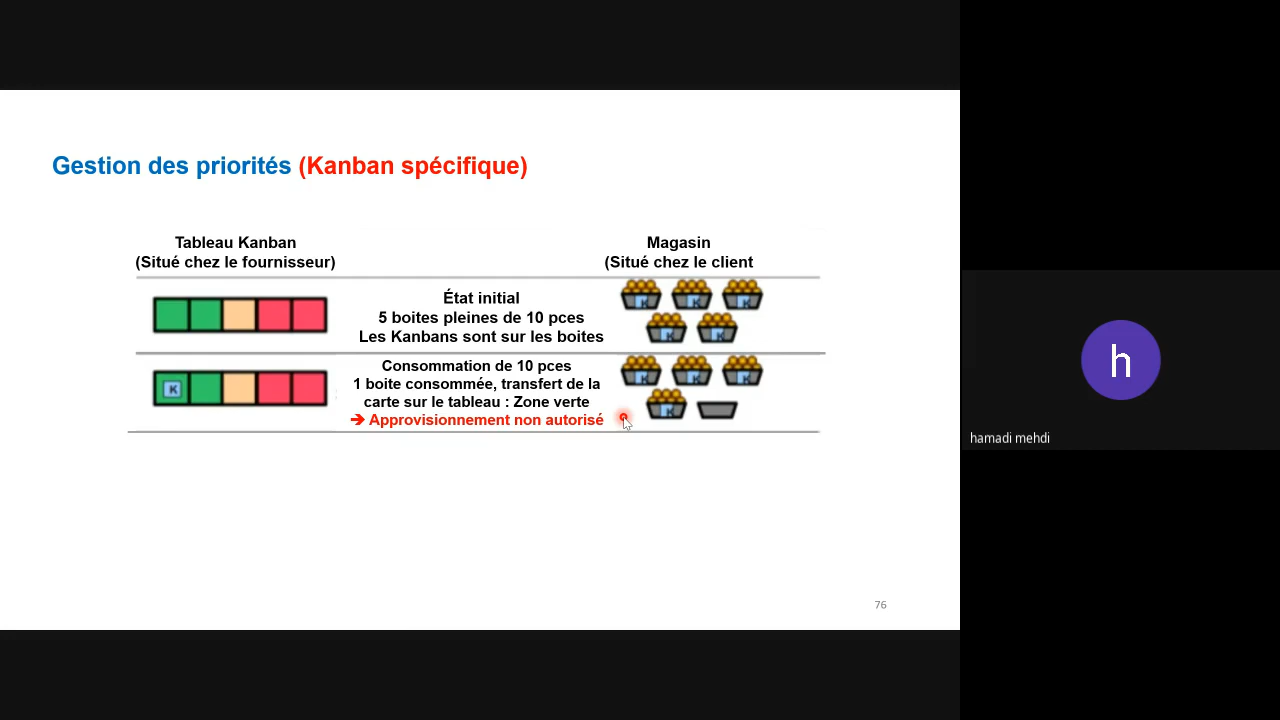 Gestion des priorités (Kanban spécifique)
Tableau Kanban
(Situé chez le fournisseur)
Magasin
(Situé chez le client
État initial
5 boites pleines de 10 pces
Les Kanbans sont sur les boites
K K K
K K
Consommation de 10 pces
1 boite consommée, transfert de la
carte sur le tableau : Zone verte
➔ Approvisionnement non autorisé
K
K K K
K
76
h
hamadi mehdi